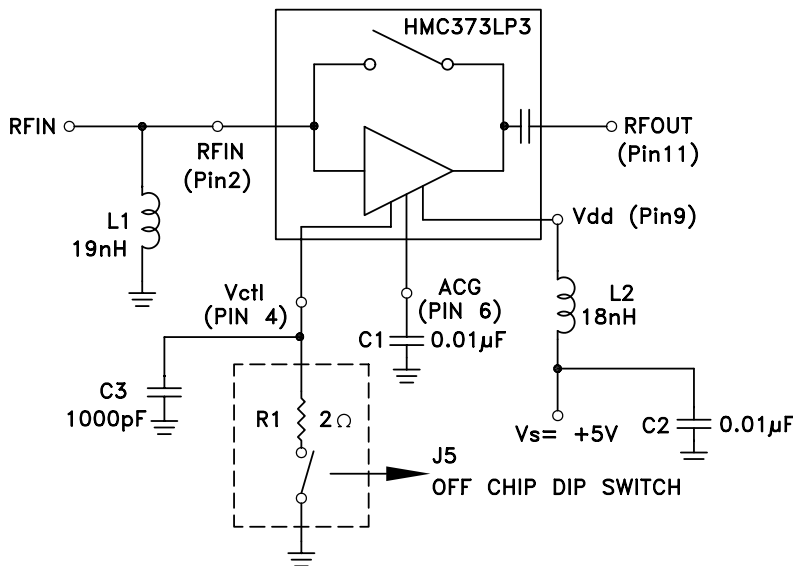 HMC373LP3
RFIN
RFIN
(Pin2)
RFOUT
(Pin11)
L1
19nH
Vdd (Pin9)
Vctl
(PIN 4)
ACG
(PIN 6)
L2
18nH
C1 0.01µF
C3
1000pF
R1 2Ω
Vs= +5V
C2 0.01µF
J5
OFF CHIP DIP SWITCH